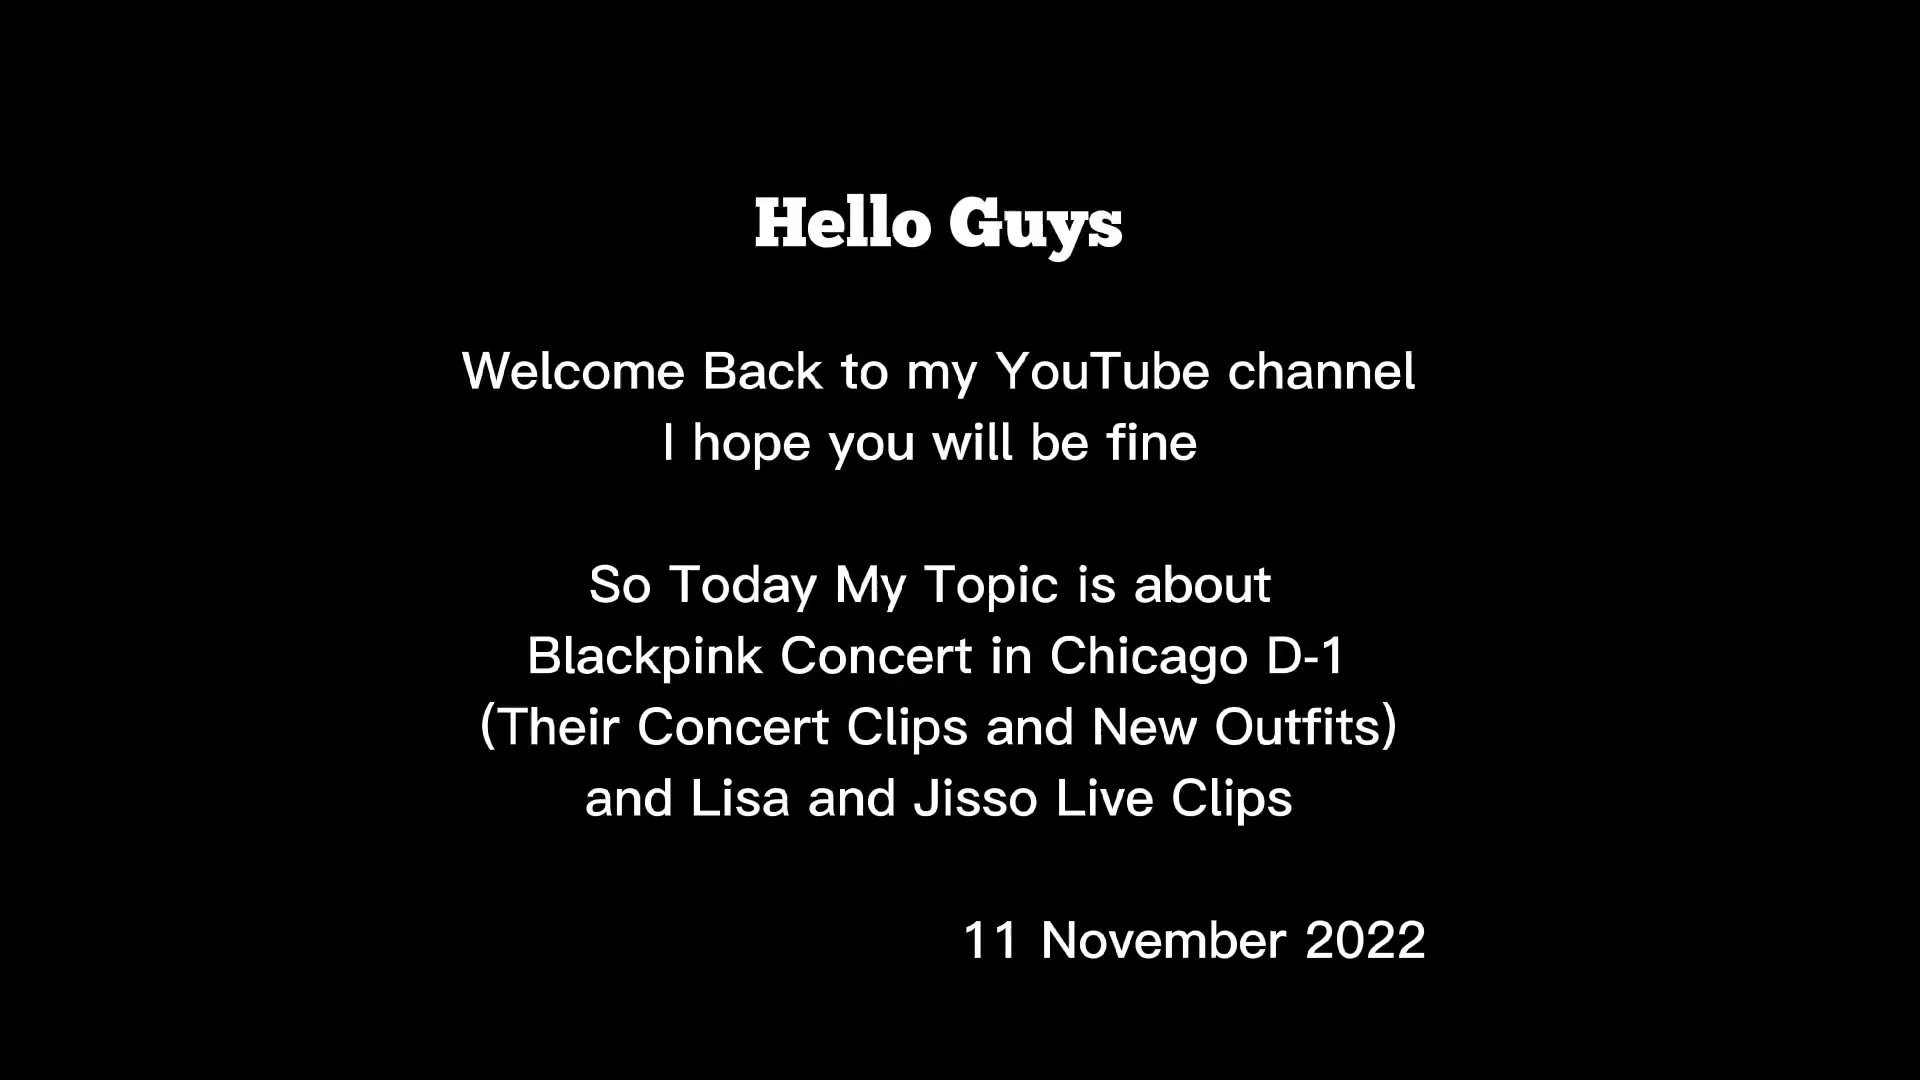 Hello Guys
Welcome Back to my YouTube channel
I hope you will be fine
So Today My Topic is about
Blackpink Concert in Chicago D-1
(Their Concert Clips and New Outfits)
and Lisa and Jisso Live Clips
11 November 2022